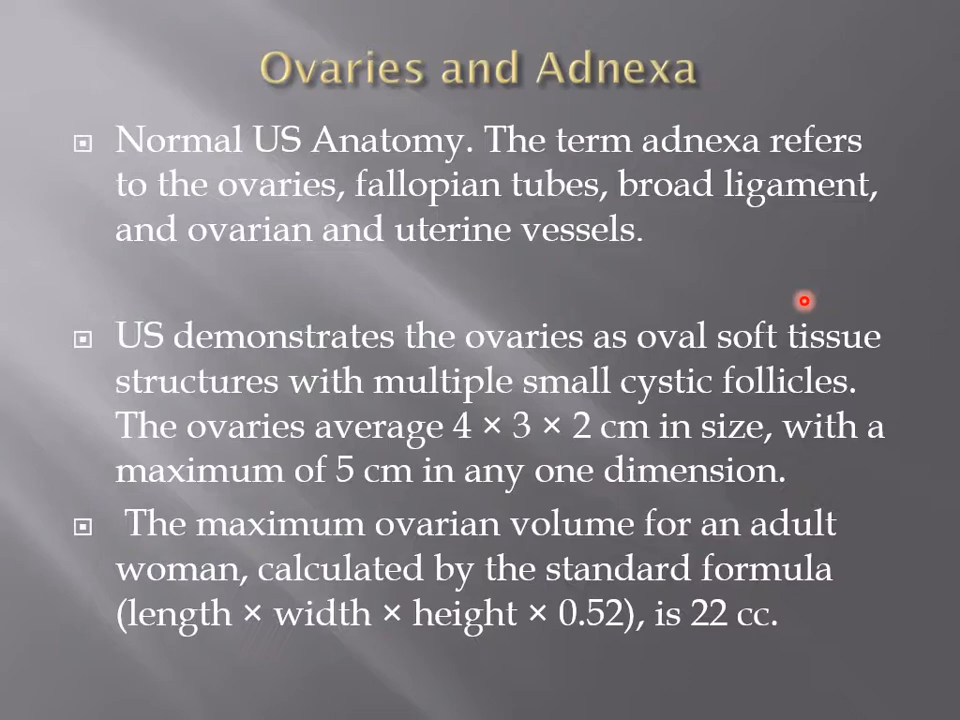 Ovaries and Adnexa
Normal US Anatomy. The term adnexa refers
to the ovaries, fallopian tubes, broad ligament,
and ovarian and uterine vessels.
US demonstrates the ovaries as oval soft tissue
structures with multiple small cystic follicles.
The ovaries average 4 × 3 × 2 cm in size, with a
maximum of 5 cm in any one dimension.
The maximum ovarian volume for an adult
woman, calculated by the standard formula
(length × width × height × 0.52), is 22 cc.